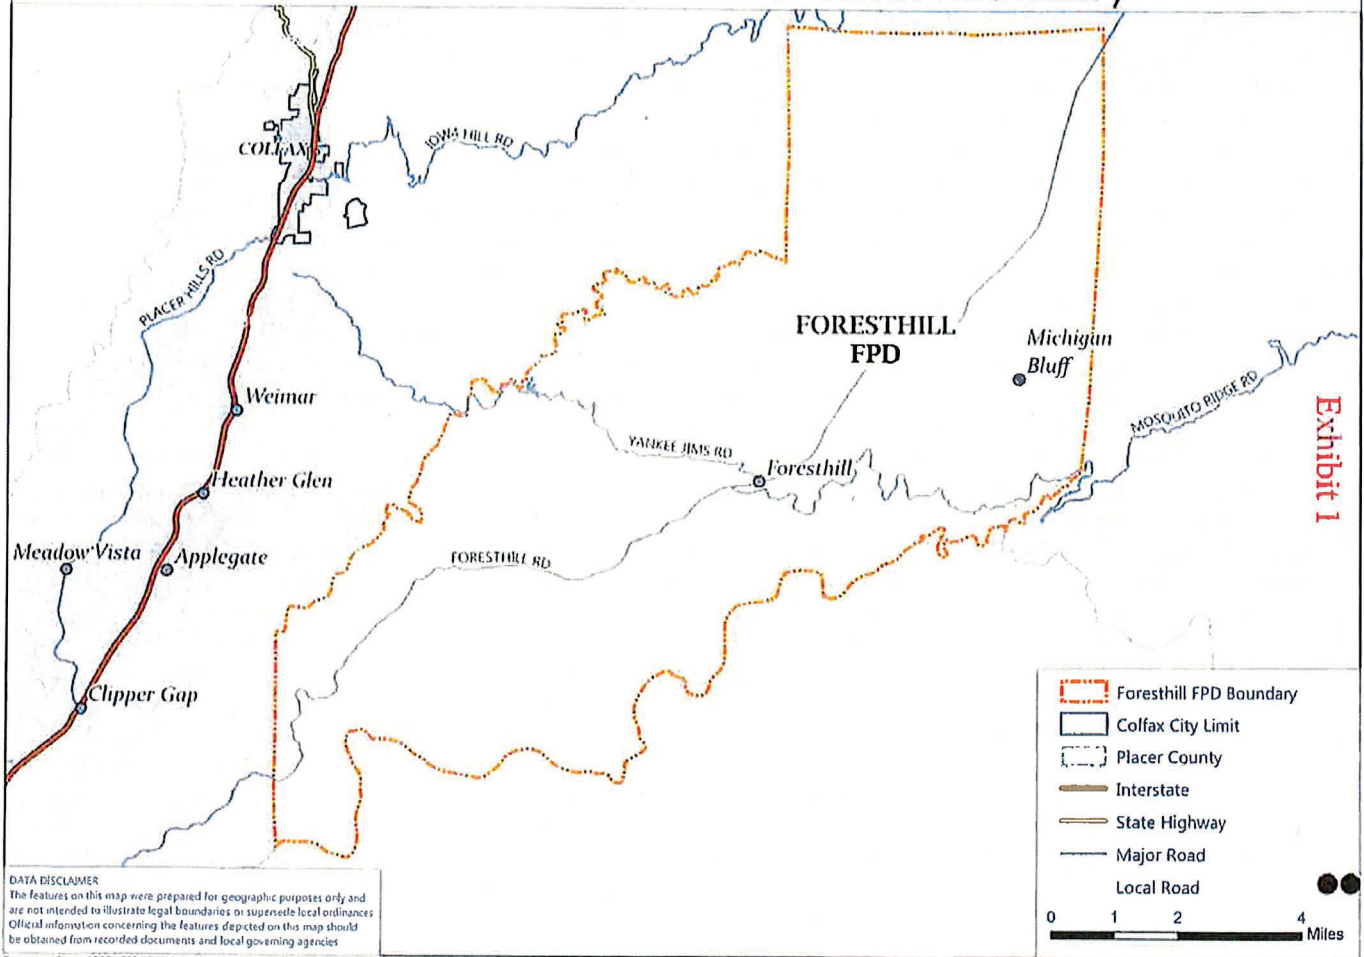 COLFAX
IOWA HILL RD
PLACER HILLS RD
FORESTHILL
FPD
Michigan
Bluff
Weimar
MOSQUITO RIDGE RD
Exhibit 1
YANKEE JIMS RD
Foresthill
Heather Glen
Meadow Vista
Applegate
FORESTHILL RD
Clipper Gap
Foresthill FPD Boundary
Colfax City Limit
Placer County
Interstate
State Highway
Major Road
Local Road
0 1 2 4
Miles
DATA DISCLAIMER
The features on this map were prepared for geographic purposes only and
are not intended to illustrate legal boundaries or supersede local ordinances
Official information concerning the features depicted on this map should
be obtained from recorded documents and local governing agencies